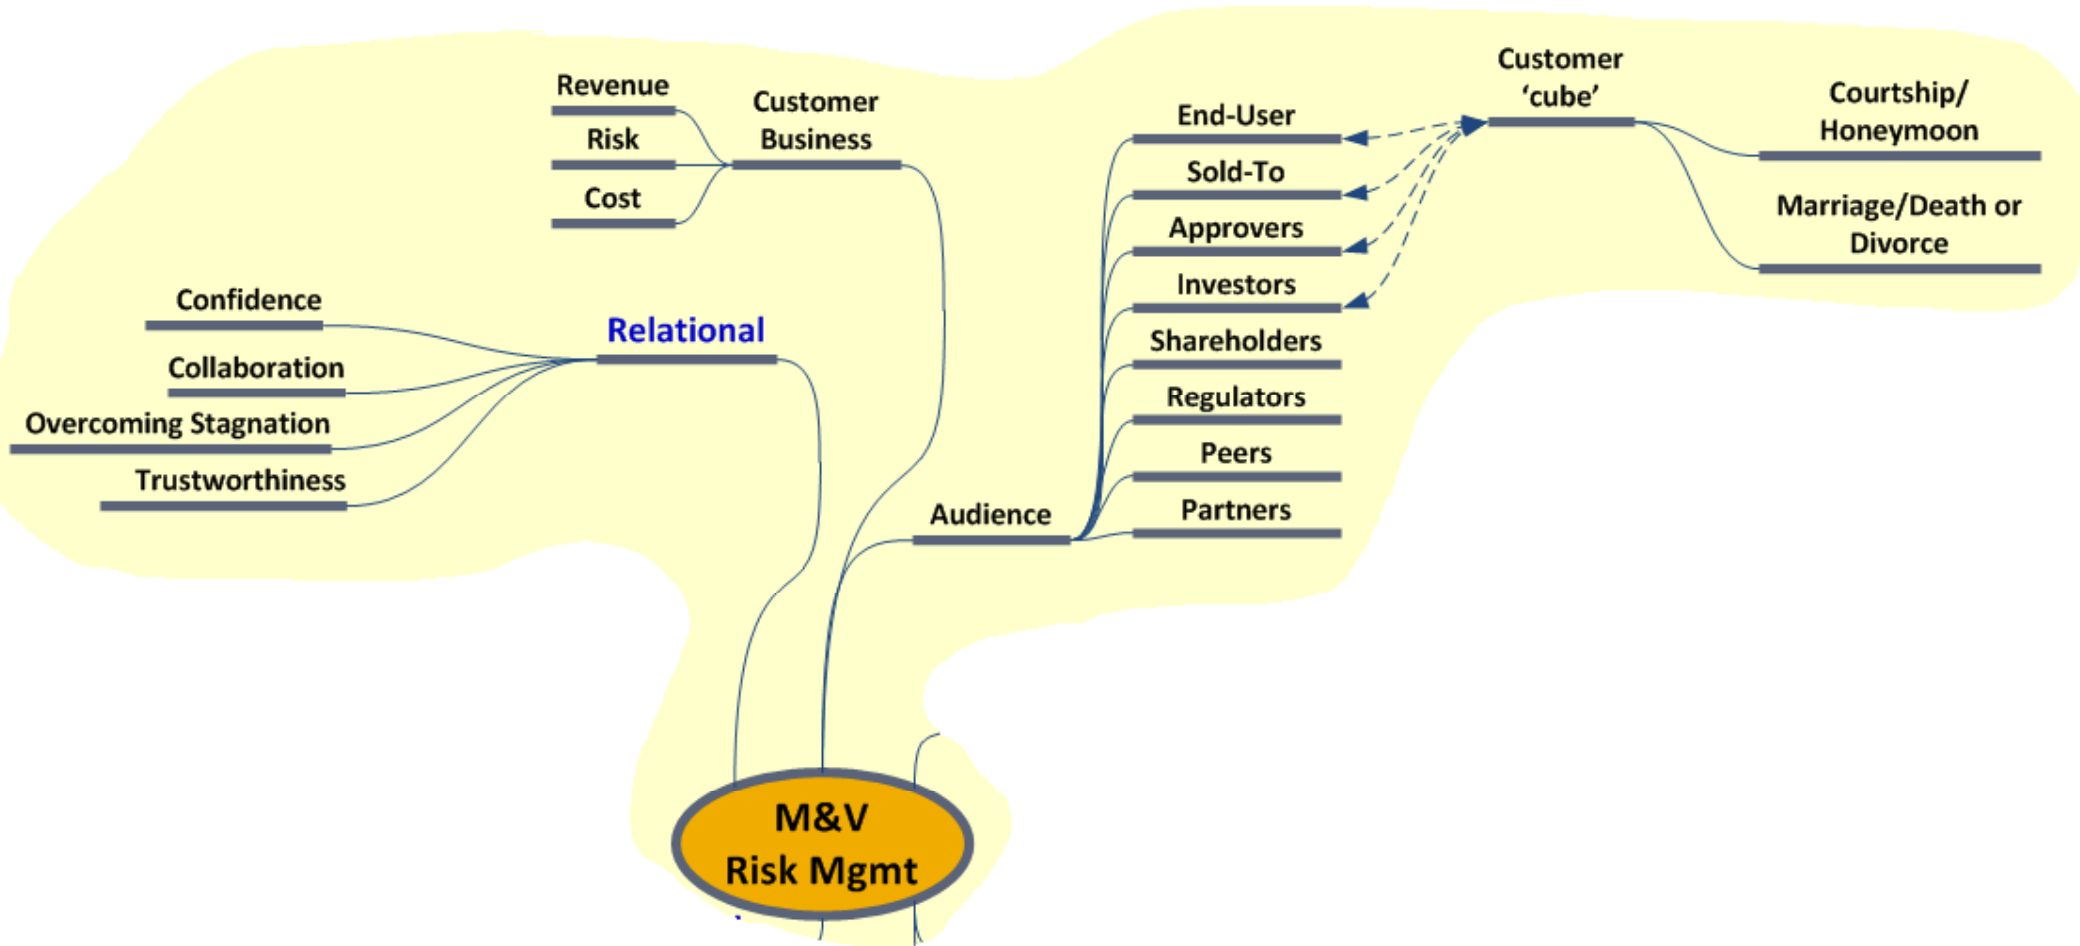 Revenue
Risk
Cost
Customer
Business
Confidence
Collaboration
Overcoming Stagnation
Trustworthiness
Relational
Audience
End-User
Sold-To
Approvers
Investors
Shareholders
Regulators
Peers
Partners
Customer
‘cube’
Courtship/
Honeymoon
Marriage/Death or
Divorce
M&V
Risk Mgmt